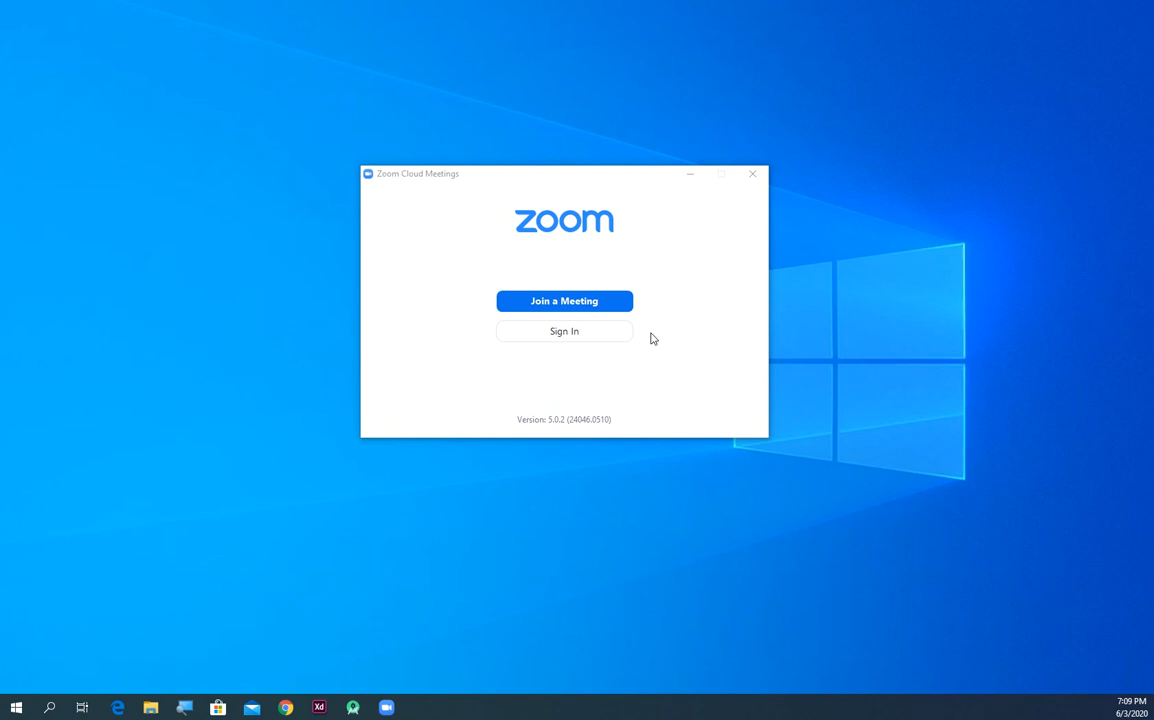 Zoom Cloud Meetings
zoom
Join a Meeting
Sign In
Version: 5.0.2 (24046.0510)
Xd
7:09 PM
6/3/2020